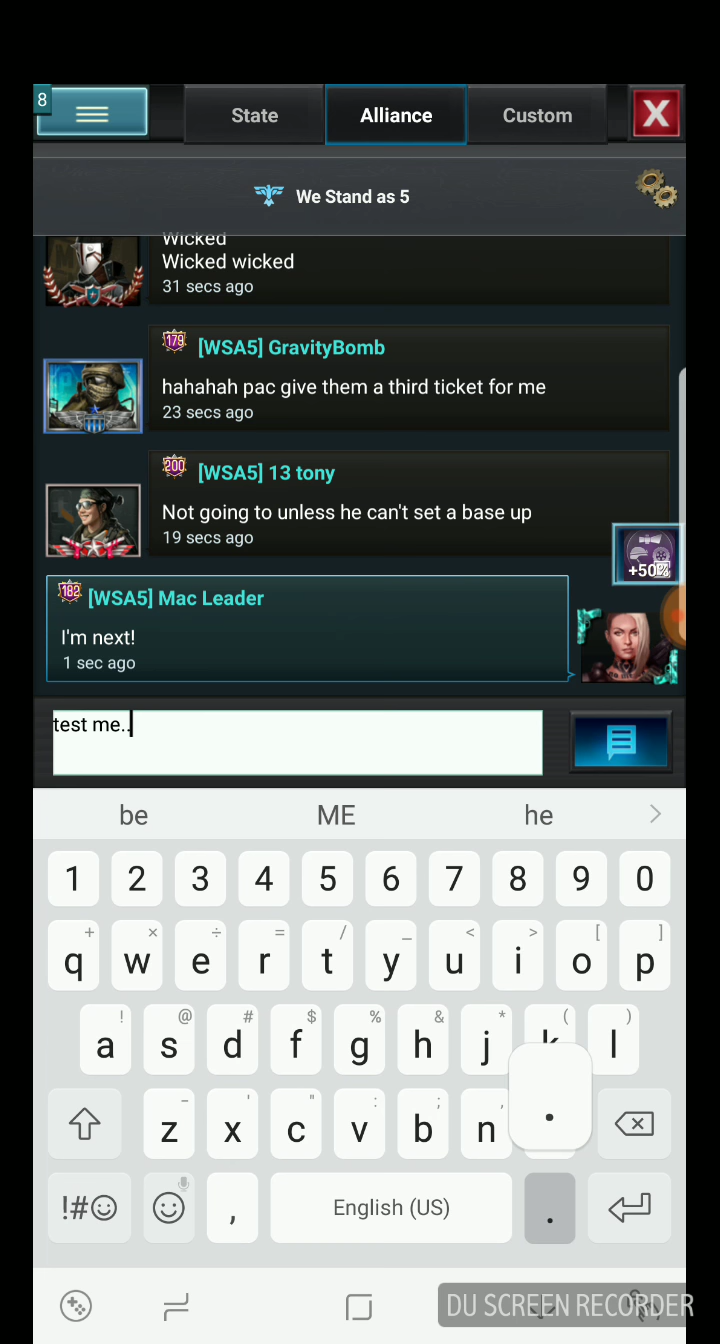 8
State
Alliance
Custom
X
We Stand as 5
Wicked
Wicked wicked
31 secs ago
179
[WSA5] GravityBomb
hahahah pac give them a third ticket for me
23 secs ago
200
[WSA5] 13 tony
Not going to unless he can't set a base up
19 secs ago
+50%
182
[WSA5] Mac Leader
I'm next!
1 sec ago
test me..
be ME he
1 2 3 4 5 6 7 8 9 0
+ × ÷ = / _ < > [ ]
q w e r t y u i o p
! @ # $ % & * ( )
a s d f g h j k l
- ' " : ; ,
z x c v b n .
!#☺ , English (US) .
DU SCREEN RECORDER